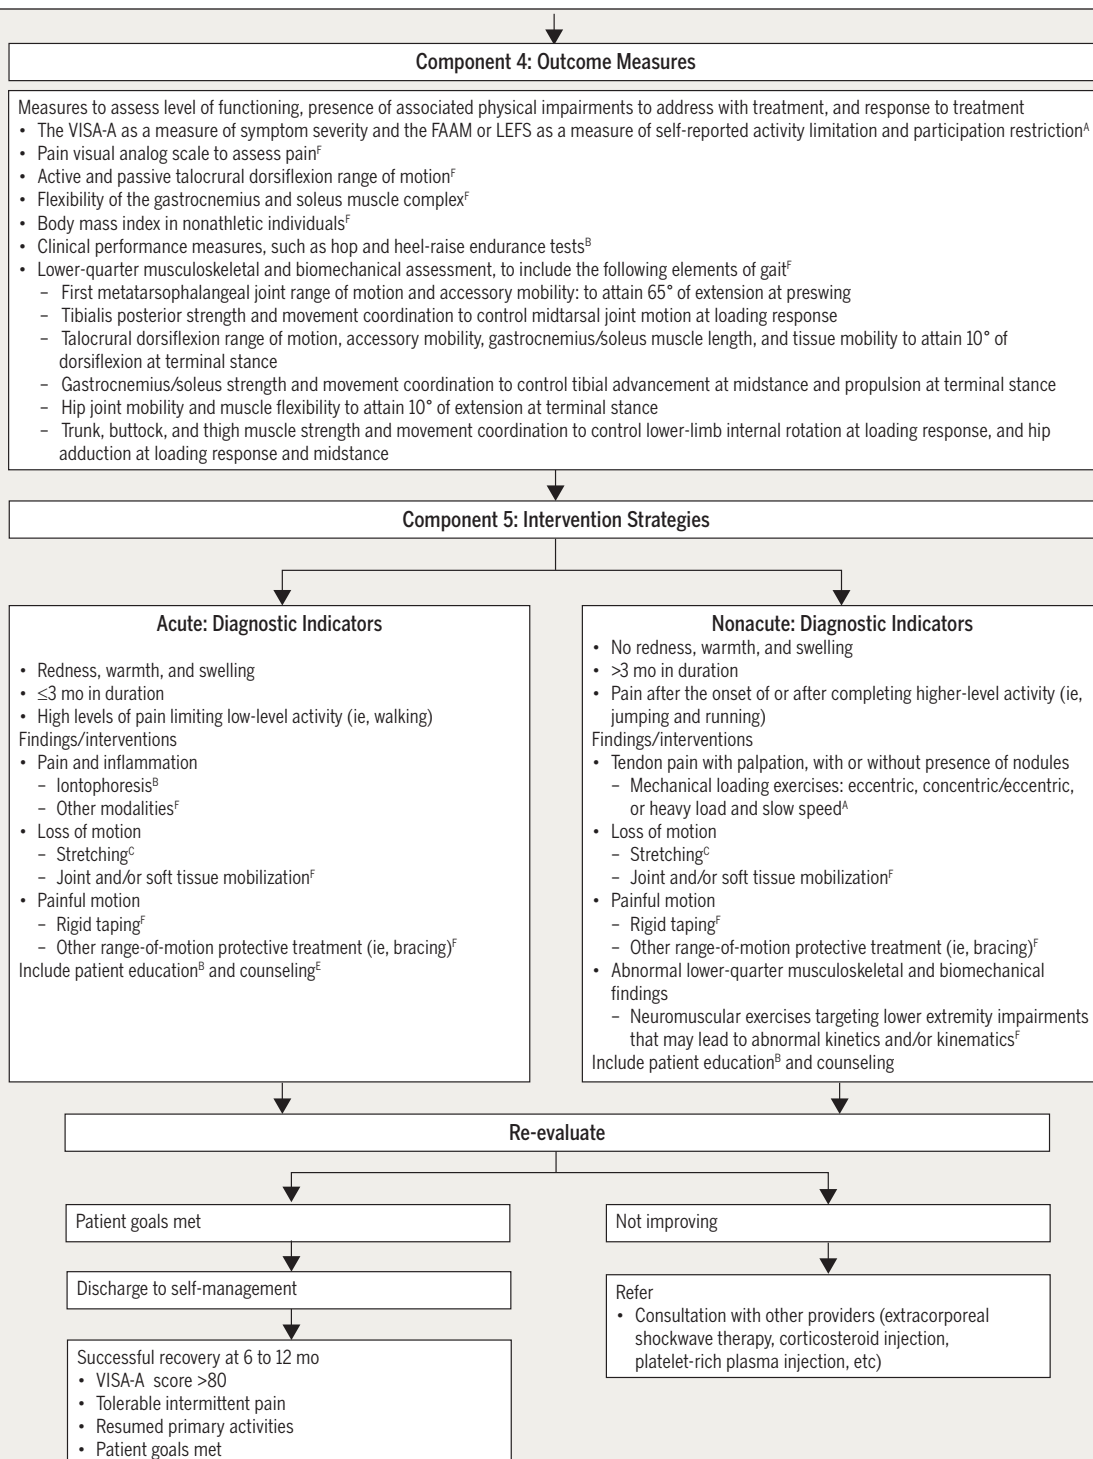 Component 4: Outcome Measures
Measures to assess level of functioning, presence of associated physical impairments to address with treatment, and response to treatment
• The VISA-A as a measure of symptom severity and the FAAM or LEFS as a measure of self-reported activity limitation and participation restrictionᴬ
• Pain visual analog scale to assess painF
• Active and passive talocrural dorsiflexion range of motionF
• Flexibility of the gastrocnemius and soleus muscle complexF
• Body mass index in nonathletic individualsF
• Clinical performance measures, such as hop and heel-raise endurance testsB
• Lower-quarter musculoskeletal and biomechanical assessment, to include the following elements of gaitF
– First metatarsophalangeal joint range of motion and accessory mobility: to attain 65° of extension at preswing
– Tibialis posterior strength and movement coordination to control midtarsal joint motion at loading response
– Talocrural dorsiflexion range of motion, accessory mobility, gastrocnemius/soleus muscle length, and tissue mobility to attain 10° of
dorsiflexion at terminal stance
– Gastrocnemius/soleus strength and movement coordination to control tibial advancement at midstance and propulsion at terminal stance
– Hip joint mobility and muscle flexibility to attain 10° of extension at terminal stance
– Trunk, buttock, and thigh muscle strength and movement coordination to control lower-limb internal rotation at loading response, and hip
adduction at loading response and midstance
Component 5: Intervention Strategies
Acute: Diagnostic Indicators
• Redness, warmth, and swelling
• ≤3 mo in duration
• High levels of pain limiting low-level activity (ie, walking)
Findings/interventions
• Pain and inflammation
– IontophoresisB
– Other modalitiesF
• Loss of motion
– StretchingC
– Joint and/or soft tissue mobilizationF
• Painful motion
– Rigid tapingF
– Other range-of-motion protective treatment (ie, bracing)F
Include patient educationB and counselingE
Nonacute: Diagnostic Indicators
• No redness, warmth, and swelling
• >3 mo in duration
• Pain after the onset of or after completing higher-level activity (ie,
jumping and running)
Findings/interventions
• Tendon pain with palpation, with or without presence of nodules
– Mechanical loading exercises: eccentric, concentric/eccentric,
or heavy load and slow speedA
• Loss of motion
– StretchingC
– Joint and/or soft tissue mobilizationF
• Painful motion
– Rigid tapingF
– Other range-of-motion protective treatment (ie, bracing)F
• Abnormal lower-quarter musculoskeletal and biomechanical
findings
– Neuromuscular exercises targeting lower extremity impairments
that may lead to abnormal kinetics and/or kinematicsF
Include patient educationB and counseling
Re-evaluate
Patient goals met
Discharge to self-management
Successful recovery at 6 to 12 mo
• VISA-A score >80
• Tolerable intermittent pain
• Resumed primary activities
• Patient goals met
Not improving
Refer
• Consultation with other providers (extracorporeal
shockwave therapy, corticosteroid injection,
platelet-rich plasma injection, etc)